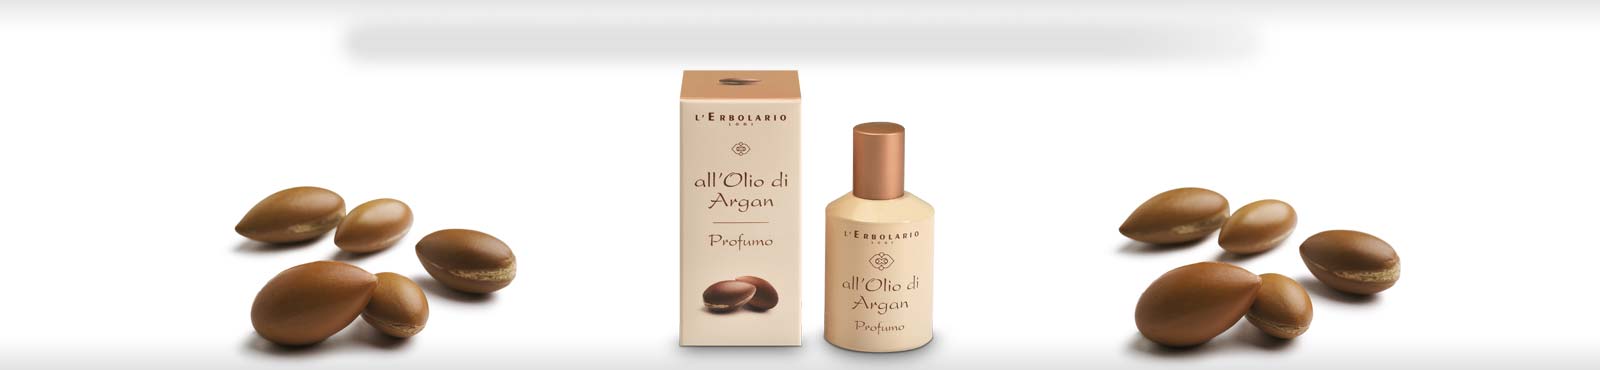 L'ERBOLARIO
LODI
all'Olio di
Argan
Profumo
L'ERBOLARIO
LODI
all'Olio di
Argan
Profumo